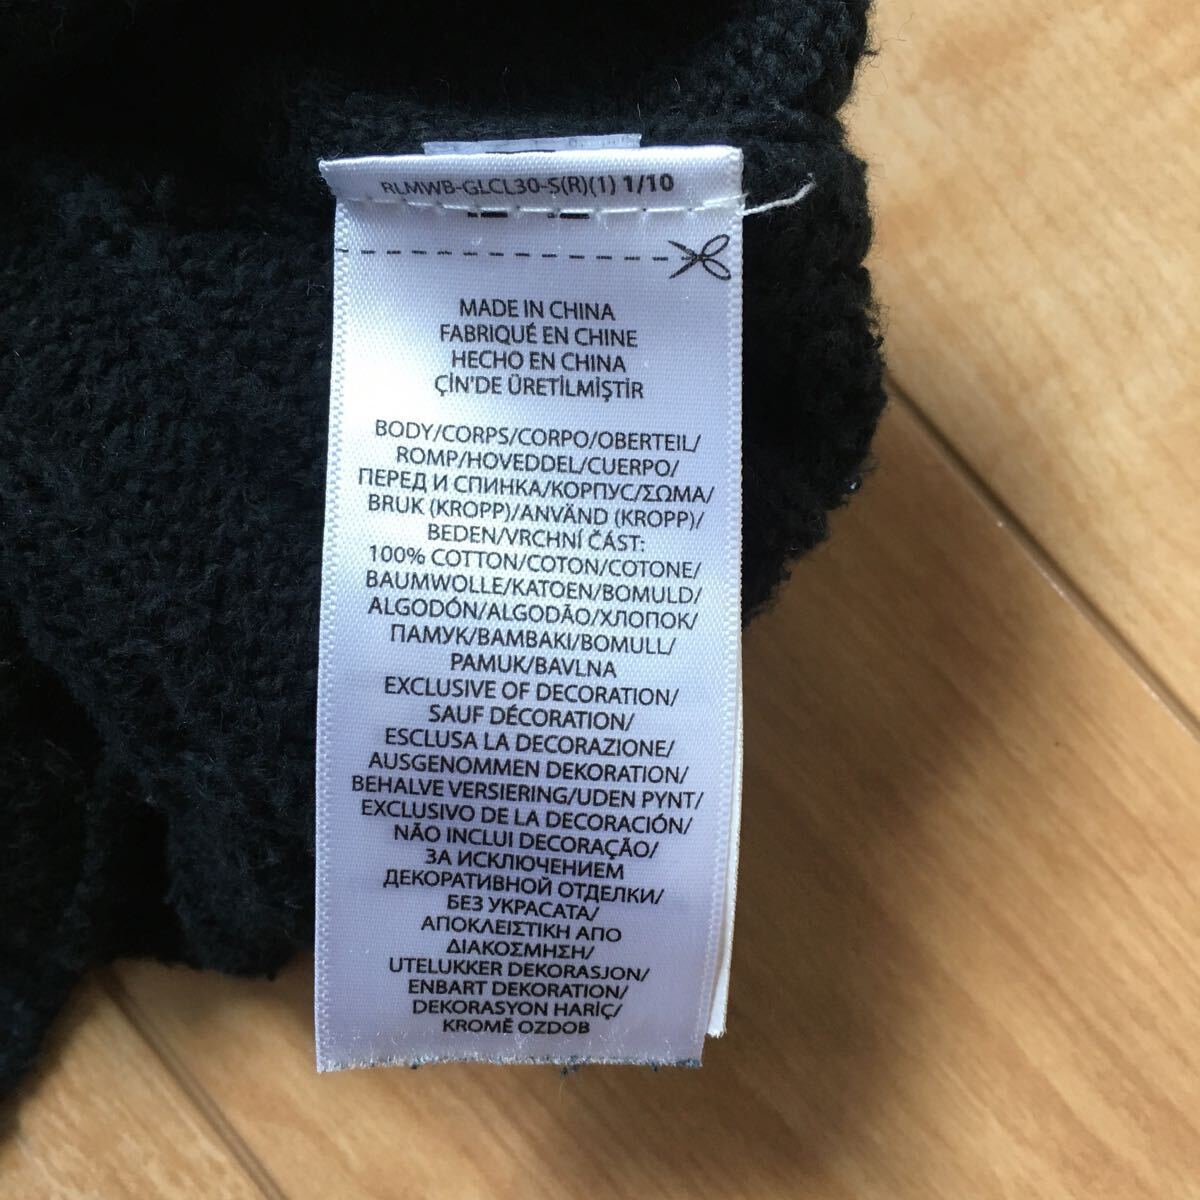 RLMWB-GLCL30-S(R)(1) 1/10
MADE IN CHINA
FABRIQUÉ EN CHINE
HECHO EN CHINA
ÇİN'DE ÜRETİLMİŞTİR
BODY/CORPS/CORPO/OBERTEIL/
ROMP/HOVEDDEL/CUERPO/
ПЕРЕД И СПИНКА/КОРПУС/ΣΩΜΑ/
BRUK (KROPP)/ANVÄND (KROPP)/
BEDEN/VRCHNÍ ČÁST:
100% COTTON/COTON/COTONE/
BAUMWOLLE/KATOEN/BOMULD/
ALGODÓN/ALGODÃO/ХЛОПОК/
ПАМУК/ΒΑΜΒΑΚΙ/BOMULL/
PAMUK/BAVLNA
EXCLUSIVE OF DECORATION/
SAUF DÉCORATION/
ESCLUSA LA DECORAZIONE/
AUSGENOMMEN DEKORATION/
BEHALVE VERSIERING/UDEN PYNT/
EXCLUSIVO DE LA DECORACIÓN/
NÃO INCLUI DECORAÇÃO/
ЗА ИСКЛЮЧЕНИЕМ
ДЕКОРАТИВНОЙ ОТДЕЛКИ/
БЕЗ УКРАСАТА/
ΑΠΟΚΛΕΙΣΤΙΚΗ ΑΠΟ
ΔΙΑΚΟΣΜΗΣΗ/
UTELUKKER DEKORASJON/
ENBART DEKORATION/
DEKORASYON HARİÇ/
KROMĚ OZDOB